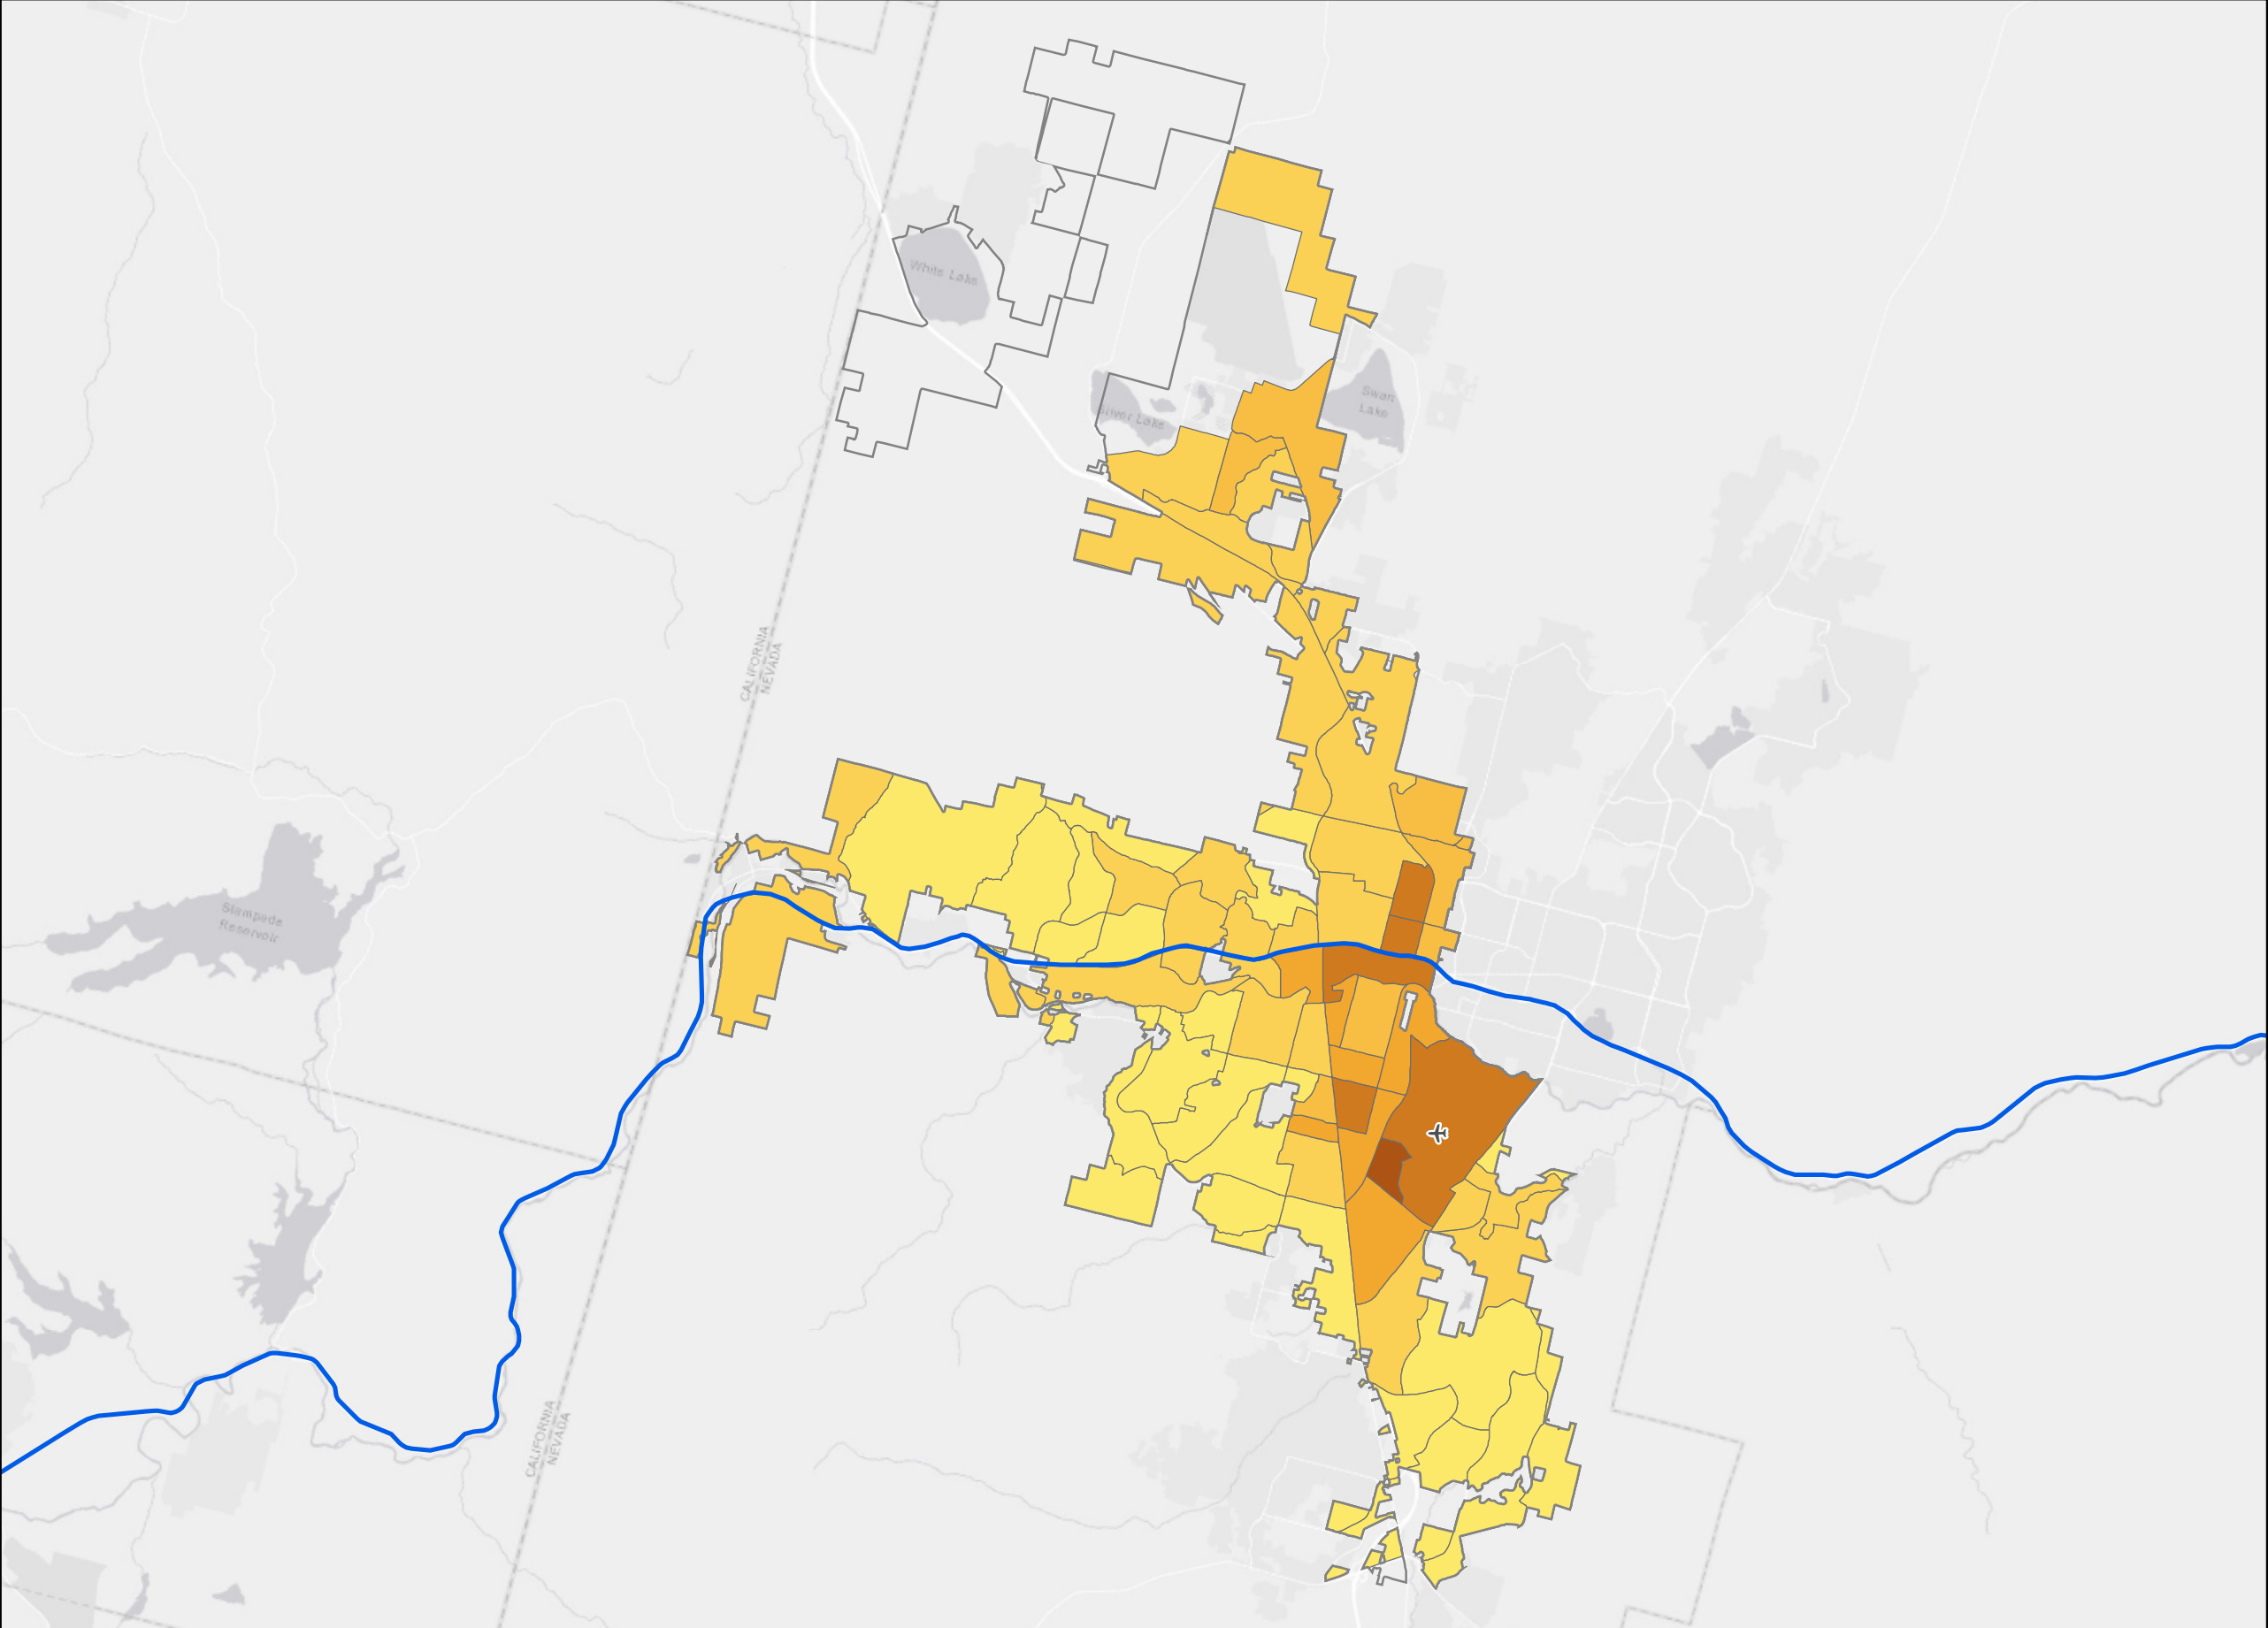 White Lake
Swan
Lake
Silver Lake
CALIFORNIA
NEVADA
Stampede
Reservoir
CALIFORNIA
NEVADA